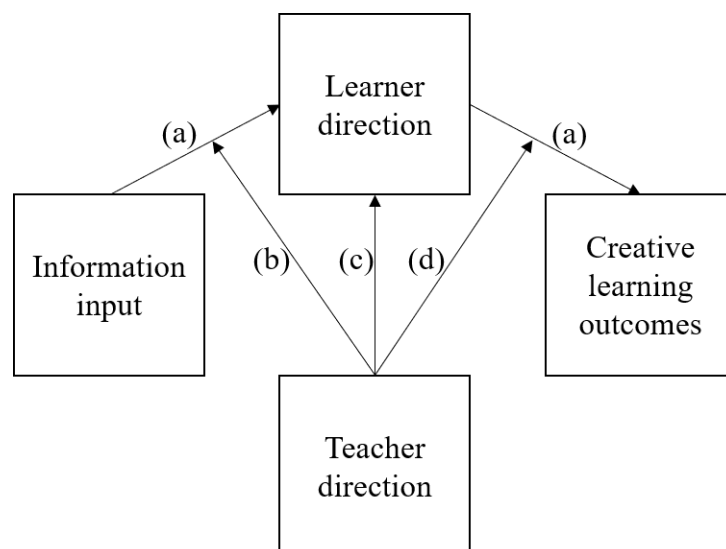 Learner
direction
(a)
(a)
Information
input
(b)
(c)
(d)
Creative
learning
outcomes
Teacher
direction